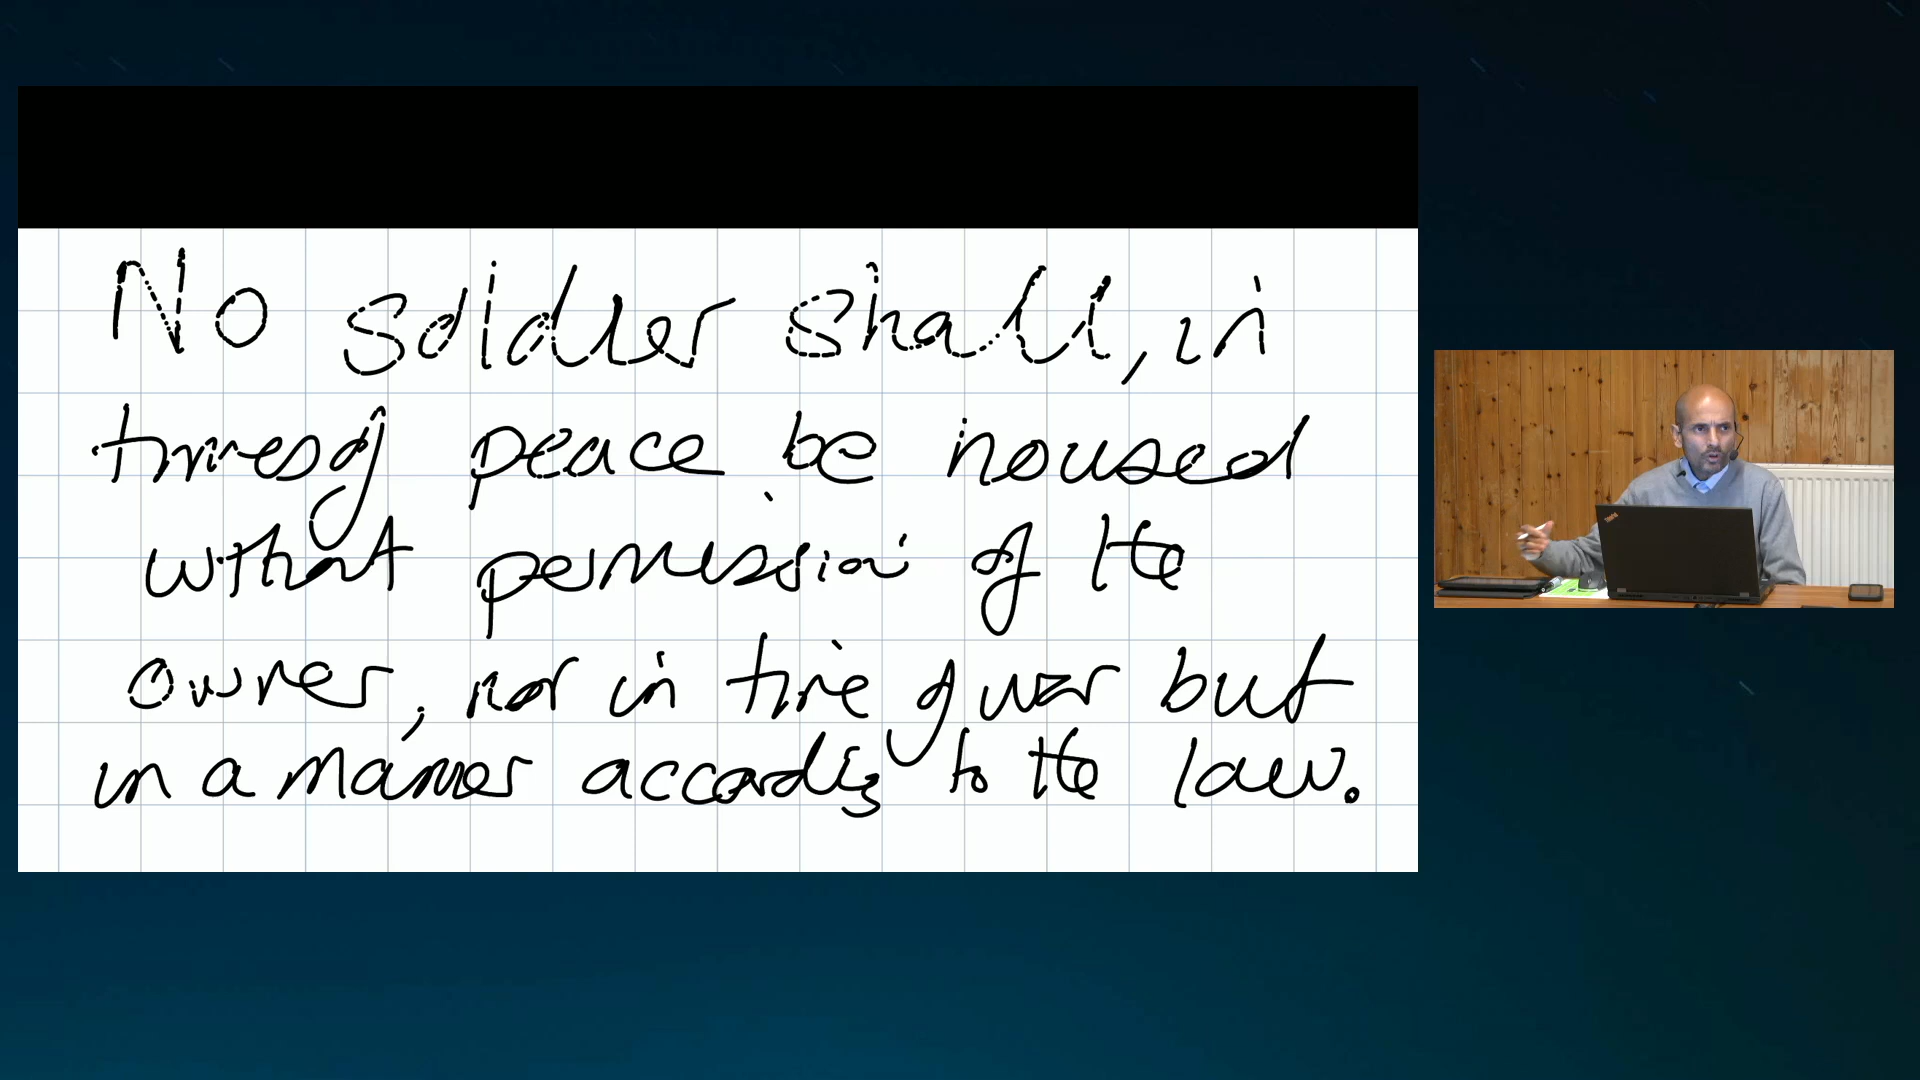 No soldier shall, in
times of peace be housed
without permission of the
owner, nor in time of war but
in a manner according to the law.